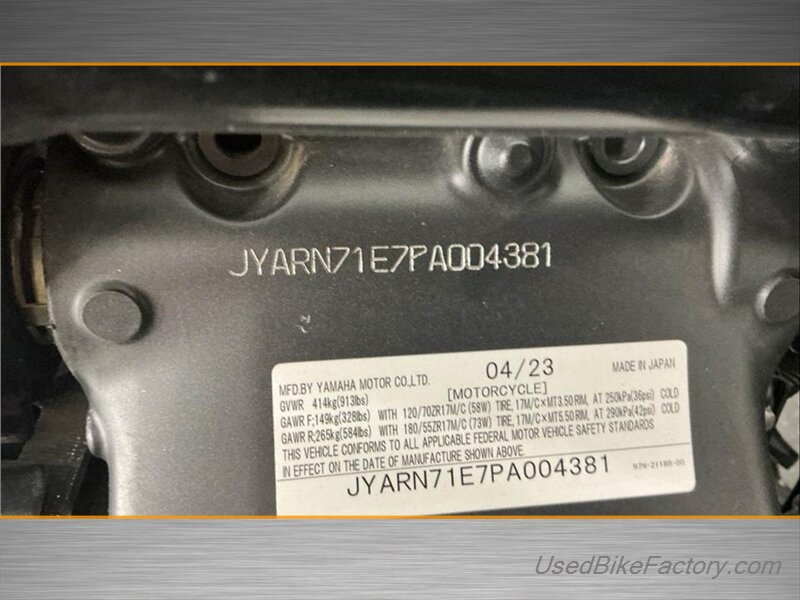 JYARN71E7PA004381
MFD.BY YAMAHA MOTOR CO.,LTD. 04/23 MADE IN JAPAN
[MOTORCYCLE]
GVWR 414kg(913lbs)
GAWR F;149kg(328lbs) WITH 120/70ZR17M/C (58W) TIRE, 17M/C×MT3.50 RIM, AT 250kPa(36psi) COLD
GAWR R;265kg(584lbs) WITH 180/55ZR17M/C (73W) TIRE, 17M/C×MT5.50 RIM, AT 290kPa(42psi) COLD
THIS VEHICLE CONFORMS TO ALL APPLICABLE FEDERAL MOTOR VEHICLE SAFETY STANDARDS
IN EFFECT ON THE DATE OF MANUFACTURE SHOWN ABOVE.
JYARN71E7PA004381
UsedBikeFactory.com